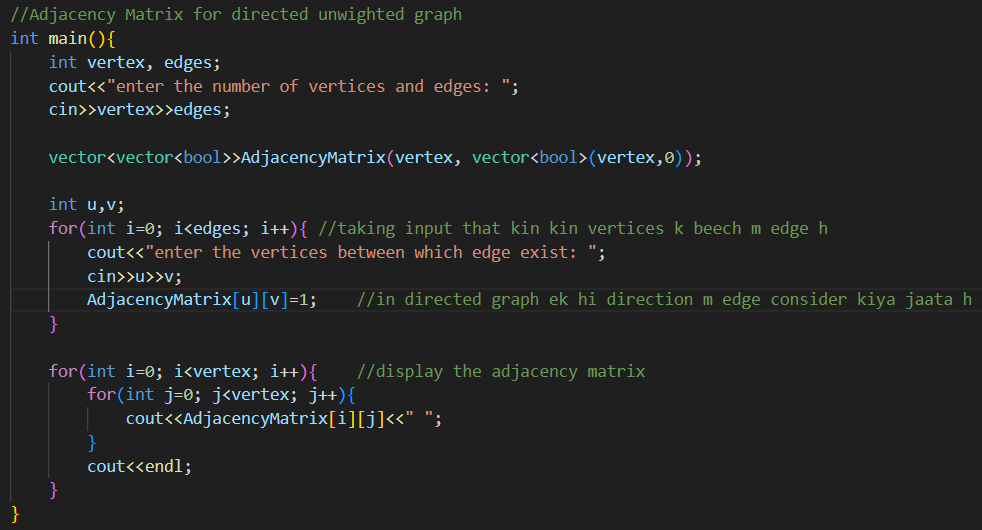 //Adjacency Matrix for directed unwighted graph
int main(){
    int vertex, edges;
    cout<<"enter the number of vertices and edges: ";
    cin>>vertex>>edges;

    vector<vector<bool>>AdjacencyMatrix(vertex, vector<bool>(vertex,0));

    int u,v;
    for(int i=0; i<edges; i++){ //taking input that kin kin vertices k beech m edge h
        cout<<"enter the vertices between which edge exist: ";
        cin>>u>>v;
        AdjacencyMatrix[u][v]=1;    //in directed graph ek hi direction m edge consider kiya jaata h
    }

    for(int i=0; i<vertex; i++){    //display the adjacency matrix
        for(int j=0; j<vertex; j++){
            cout<<AdjacencyMatrix[i][j]<<" ";
        }
        cout<<endl;
    }
}